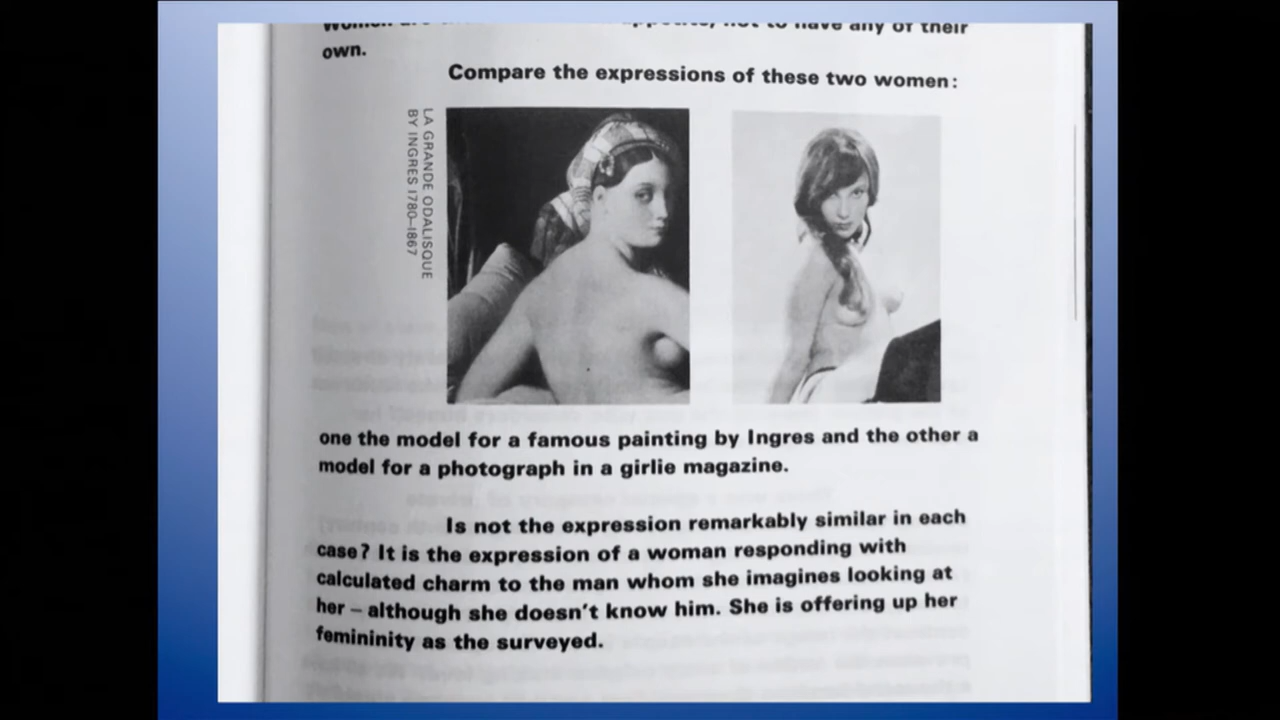 their
own.
Compare the expressions of these two women:
LA GRANDE ODALISQUE
BY INGRES 1780–1867
one the model for a famous painting by Ingres and the other a
model for a photograph in a girlie magazine.
Is not the expression remarkably similar in each
case? It is the expression of a woman responding with
calculated charm to the man whom she imagines looking at
her – although she doesn't know him. She is offering up her
femininity as the surveyed.